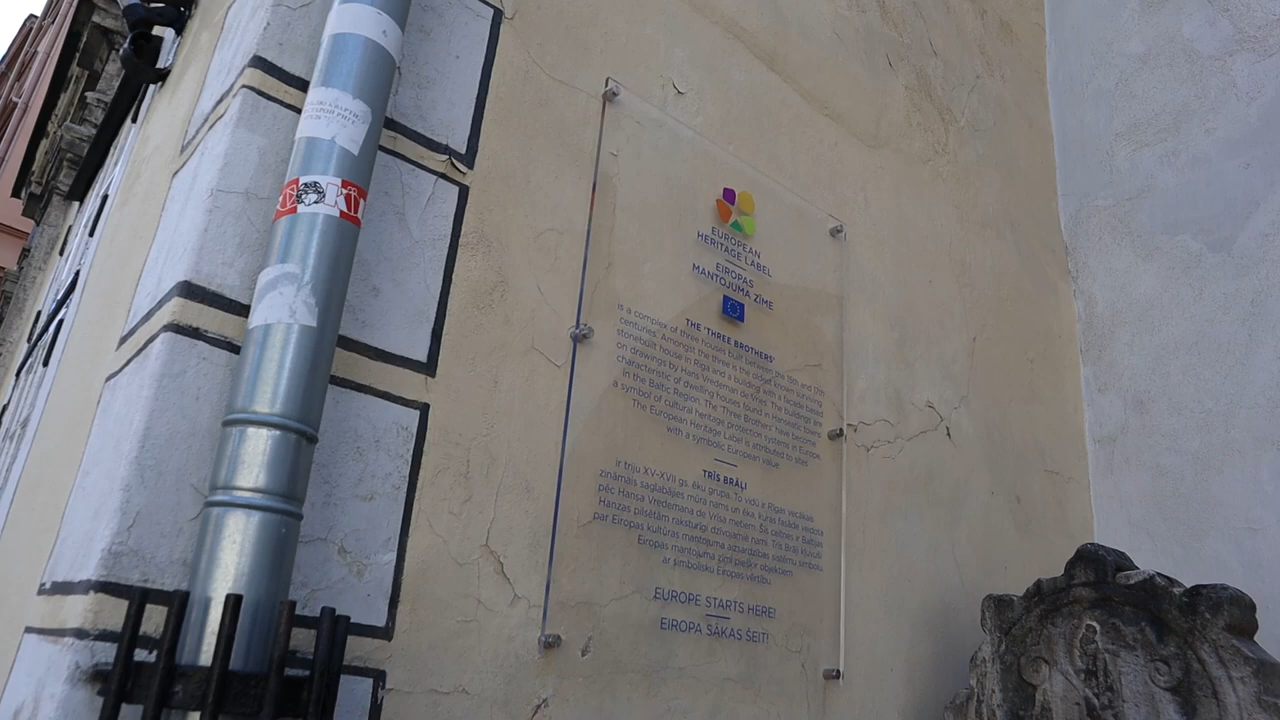 EUROPEAN
HERITAGE LABEL
EIROPAS
MANTOJUMA ZĪME
THE 'THREE BROTHERS'
is a complex of three houses built between the 15th and 17th
centuries. Amongst the three is the oldest known surviving
stonebuilt house in Riga and a building with a facade based
on drawings by Hans Vredeman de Vries. The buildings are
characteristic of dwelling houses found in Hanseatic towns
in the Baltic Region. The 'Three Brothers' have become
a symbol of cultural heritage protection systems in Europe.
The European Heritage Label is attributed to sites
with a symbolic European value.
TRĪS BRĀĻI
ir triju XV-XVII gs. ēku grupa. To vidū ir Rīgas vecākais
zināmais saglabājies mūra nams un ēka, kuras fasāde veidota
pēc Hansa Vredemana de Vrīsa metiem. Šīs celtnes ir Baltijas
Hanzas pilsētām raksturīgi dzīvojamie nami. Trīs Brāļi kļuvuši
par Eiropas kultūras mantojuma aizsardzības sistēmu simbolu.
Eiropas mantojuma zīmi piešķir objektiem
ar simbolisku Eiropas vērtību.
EUROPE STARTS HERE!
EIROPA SĀKAS ŠEIT!